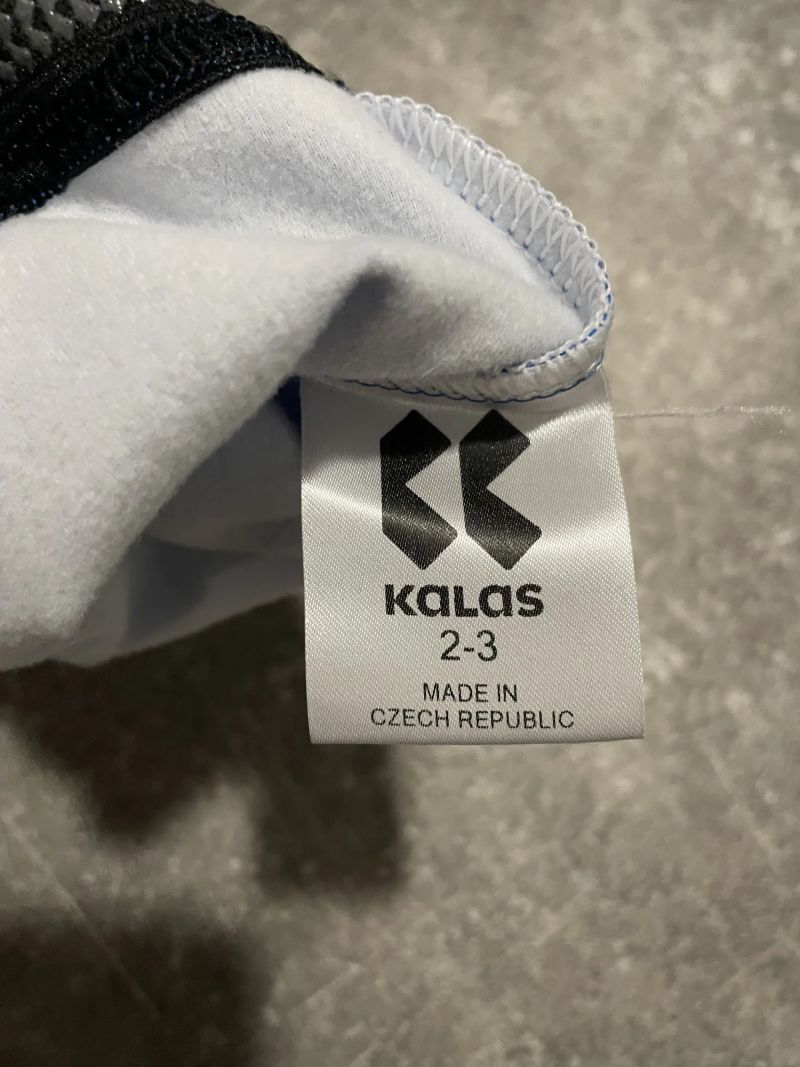 KALAS
2-3
MADE IN
CZECH REPUBLIC